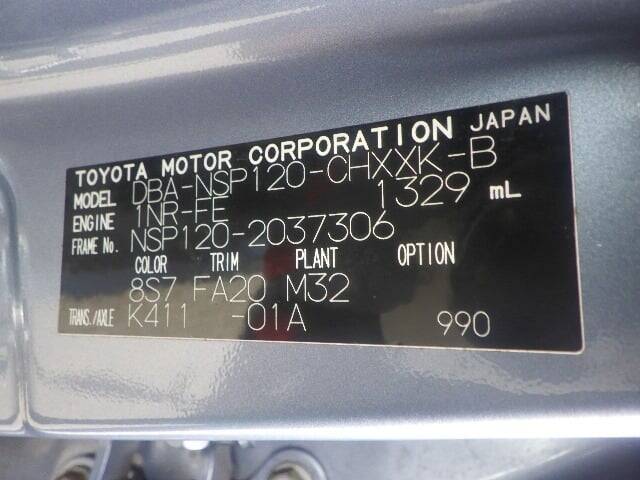 TOYOTA MOTOR CORPORATION JAPAN
MODEL DBA-NSP120-CHXXK-B
ENGINE 1NR-FE 1329 mL
FRAME No. NSP120-2037306
COLOR TRIM PLANT OPTION
8S7 FA20 M32
TRANS./AXLE K411 -01A 990